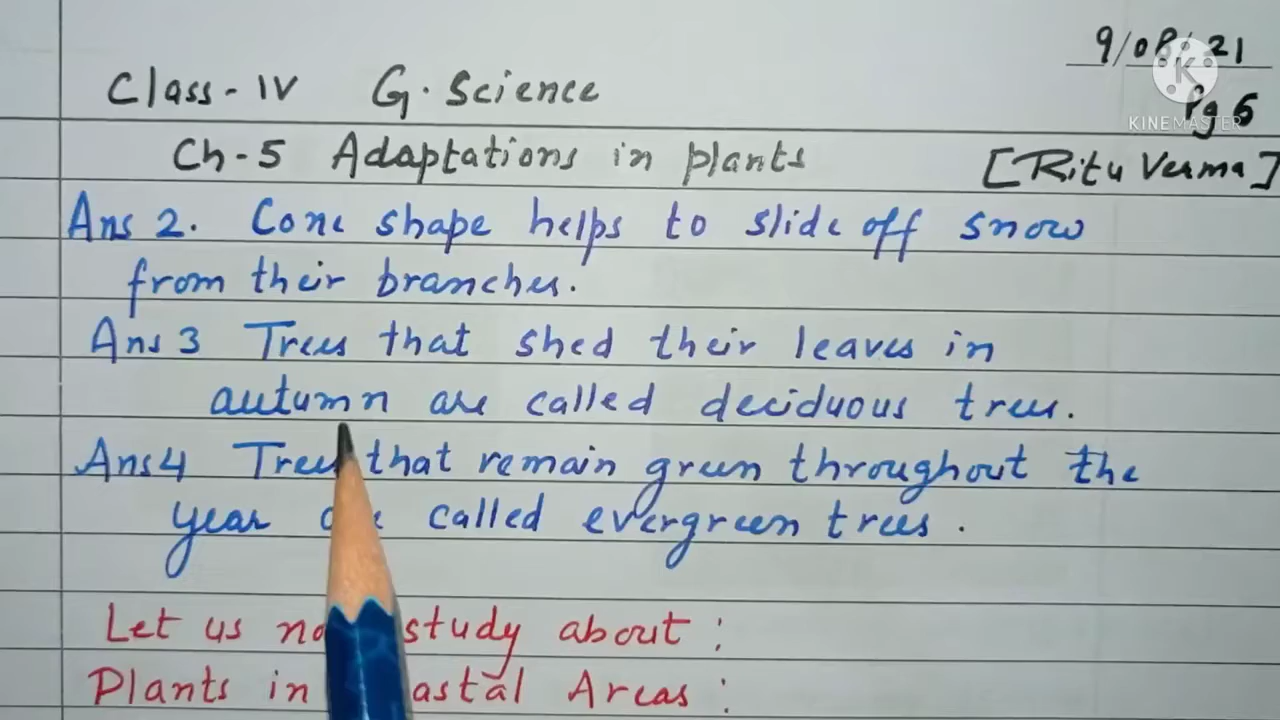 9/08/21
Class-IV G. Science
Pg 6
KINEMASTER
Ch-5 Adaptations in plants [Ritu Verma]
Ans 2. Cone shape helps to slide off snow
from their branches.
Ans 3 Trees that shed their leaves in
autumn are called deciduous trees.
Ans 4 Trees that remain green throughout the
year called evergreen trees.
Let us study about:
Plants in Areas: